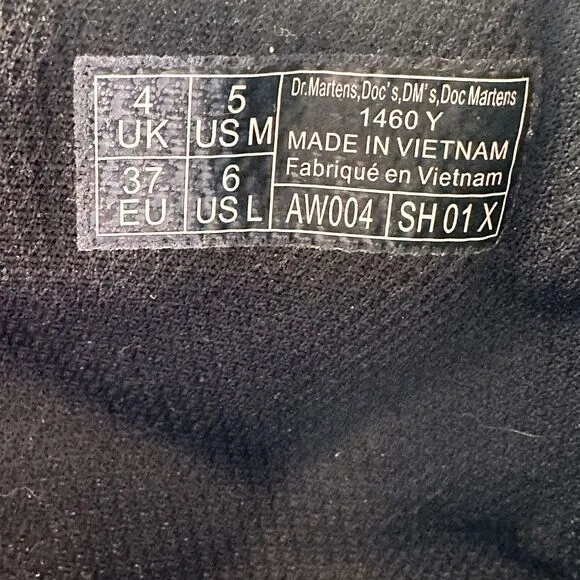 4 UK
5 US M
37 EU
6 US L
Dr.Martens,Doc's,DM's,Doc Martens
1460 Y
MADE IN VIETNAM
Fabriqué en Vietnam
AW004
SH 01 X